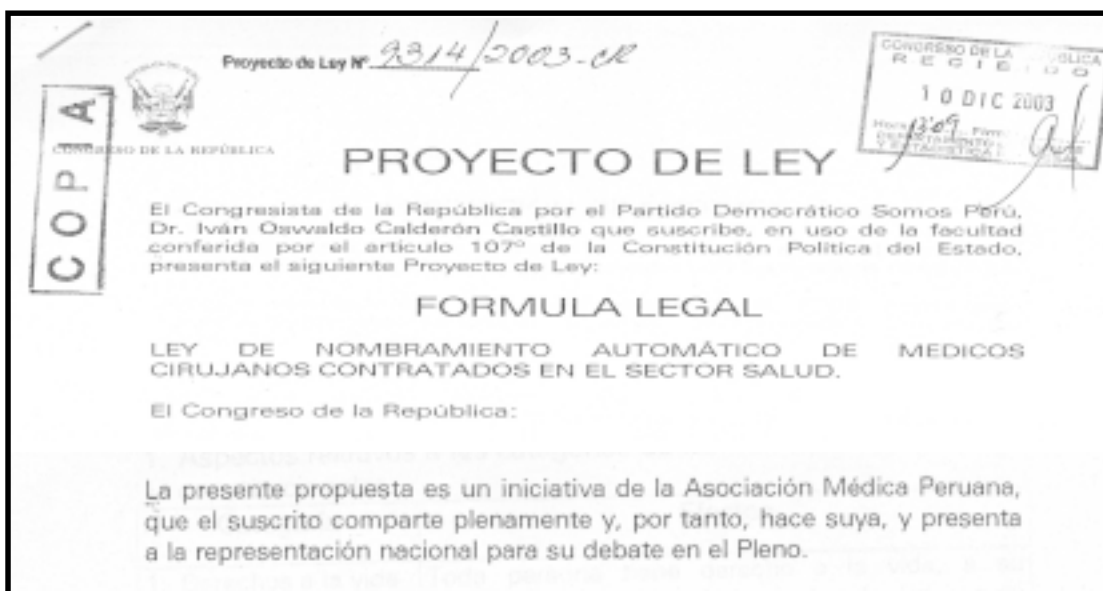 Proyecto de Ley Nº 9314/2003-CR
CONGRESO DE LA REPÚBLICA
RECIBIDO
10 DIC 2003
COPIA
CONGRESO DE LA REPÚBLICA
PROYECTO DE LEY
El Congresista de la República por el Partido Democrático Somos Perú,
Dr. Iván Oswaldo Calderón Castillo que suscribe, en uso de la facultad
conferida por el artículo 107º de la Constitución Política del Estado,
presenta el siguiente Proyecto de Ley:
FORMULA LEGAL
LEY DE NOMBRAMIENTO AUTOMÁTICO DE MEDICOS
CIRUJANOS CONTRATADOS EN EL SECTOR SALUD.
El Congreso de la República:
La presente propuesta es un iniciativa de la Asociación Médica Peruana,
que el suscrito comparte plenamente y, por tanto, hace suya, y presenta
a la representación nacional para su debate en el Pleno.